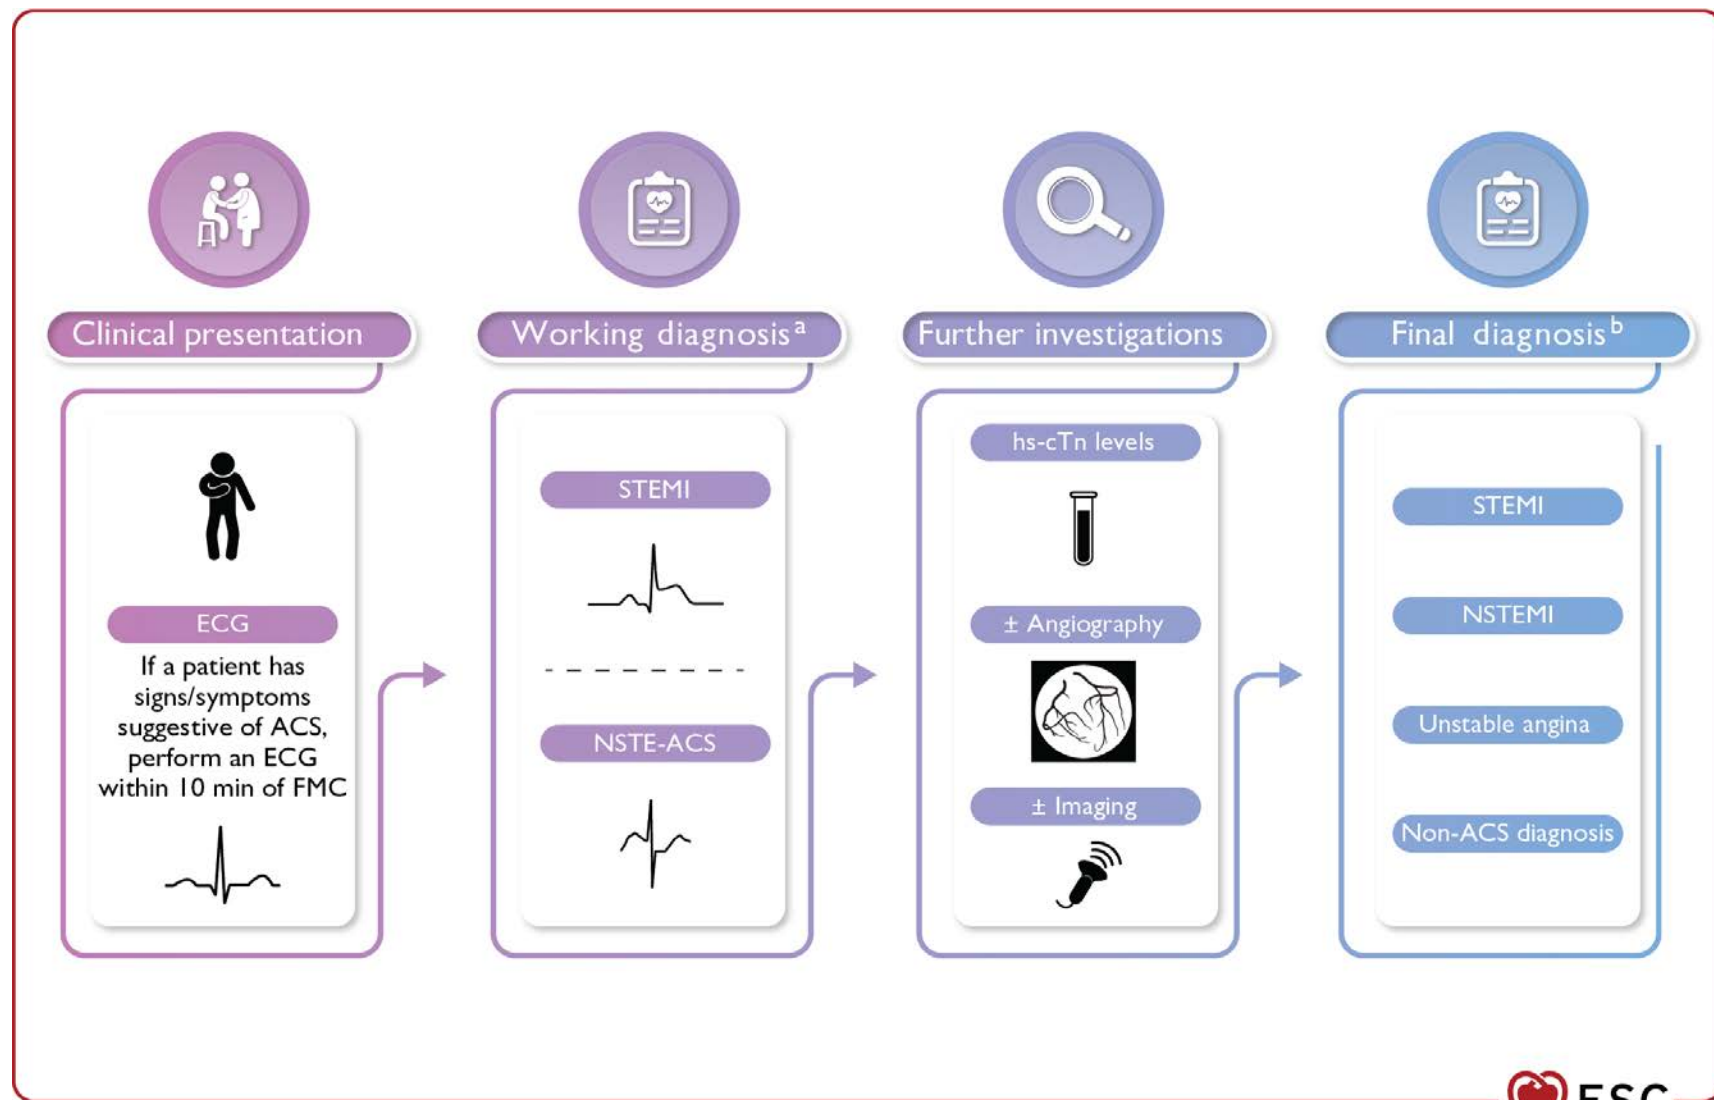 Clinical presentation
ECG
If a patient has
signs/symptoms
suggestive of ACS,
perform an ECG
within 10 min of FMC
Working diagnosis a
STEMI
NSTE-ACS
Further investigations
hs-cTn levels
± Angiography
± Imaging
Final diagnosis b
STEMI
NSTEMI
Unstable angina
Non-ACS diagnosis
ESC